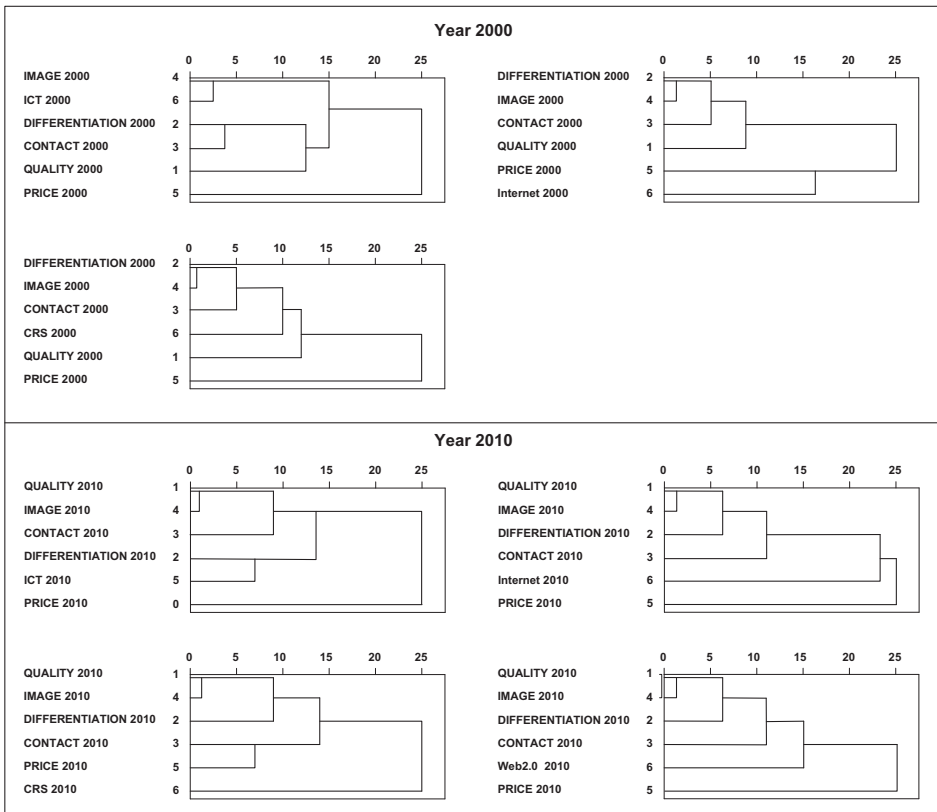 Year 2000
0 5 10 15 20 25
IMAGE 2000 4
ICT 2000 6
DIFFERENTIATION 2000 2
CONTACT 2000 3
QUALITY 2000 1
PRICE 2000 5
0 5 10 15 20 25
DIFFERENTIATION 2000 2
IMAGE 2000 4
CONTACT 2000 3
QUALITY 2000 1
PRICE 2000 5
Internet 2000 6
0 5 10 15 20 25
DIFFERENTIATION 2000 2
IMAGE 2000 4
CONTACT 2000 3
CRS 2000 6
QUALITY 2000 1
PRICE 2000 5
Year 2010
0 5 10 15 20 25
QUALITY 2010 1
IMAGE 2010 4
CONTACT 2010 3
DIFFERENTIATION 2010 2
ICT 2010 5
PRICE 2010 0
0 5 10 15 20 25
QUALITY 2010 1
IMAGE 2010 4
DIFFERENTIATION 2010 2
CONTACT 2010 3
Internet 2010 6
PRICE 2010 5
0 5 10 15 20 25
QUALITY 2010 1
IMAGE 2010 4
DIFFERENTIATION 2010 2
CONTACT 2010 3
PRICE 2010 5
CRS 2010 6
0 5 10 15 20 25
QUALITY 2010 1
IMAGE 2010 4
DIFFERENTIATION 2010 2
CONTACT 2010 3
Web2.0 2010 6
PRICE 2010 5